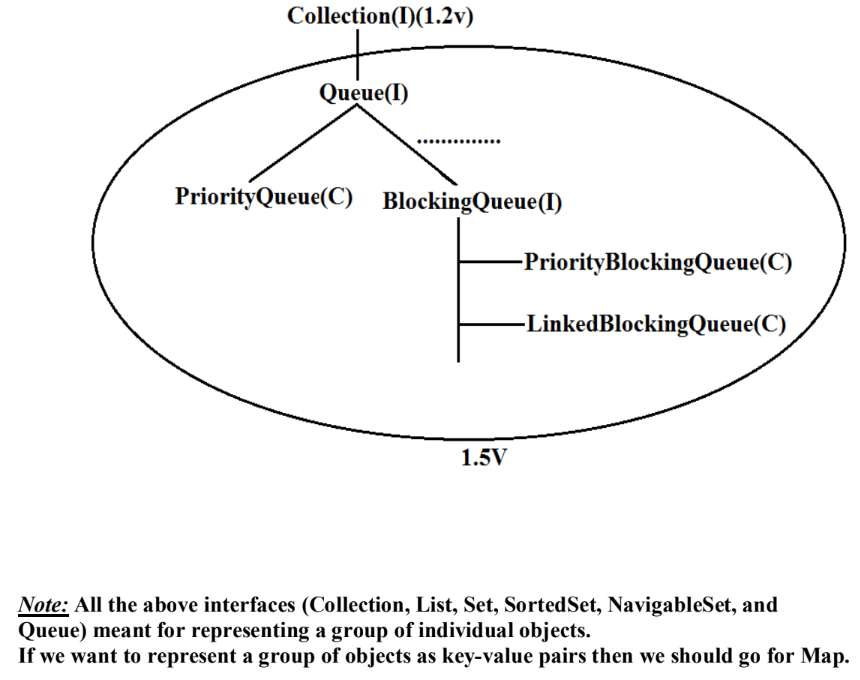 Collection(I)(1.2v)
Queue(I)
..............
PriorityQueue(C)
BlockingQueue(I)
PriorityBlockingQueue(C)
LinkedBlockingQueue(C)
1.5V
Note: All the above interfaces (Collection, List, Set, SortedSet, NavigableSet, and
Queue) meant for representing a group of individual objects.
If we want to represent a group of objects as key-value pairs then we should go for Map.